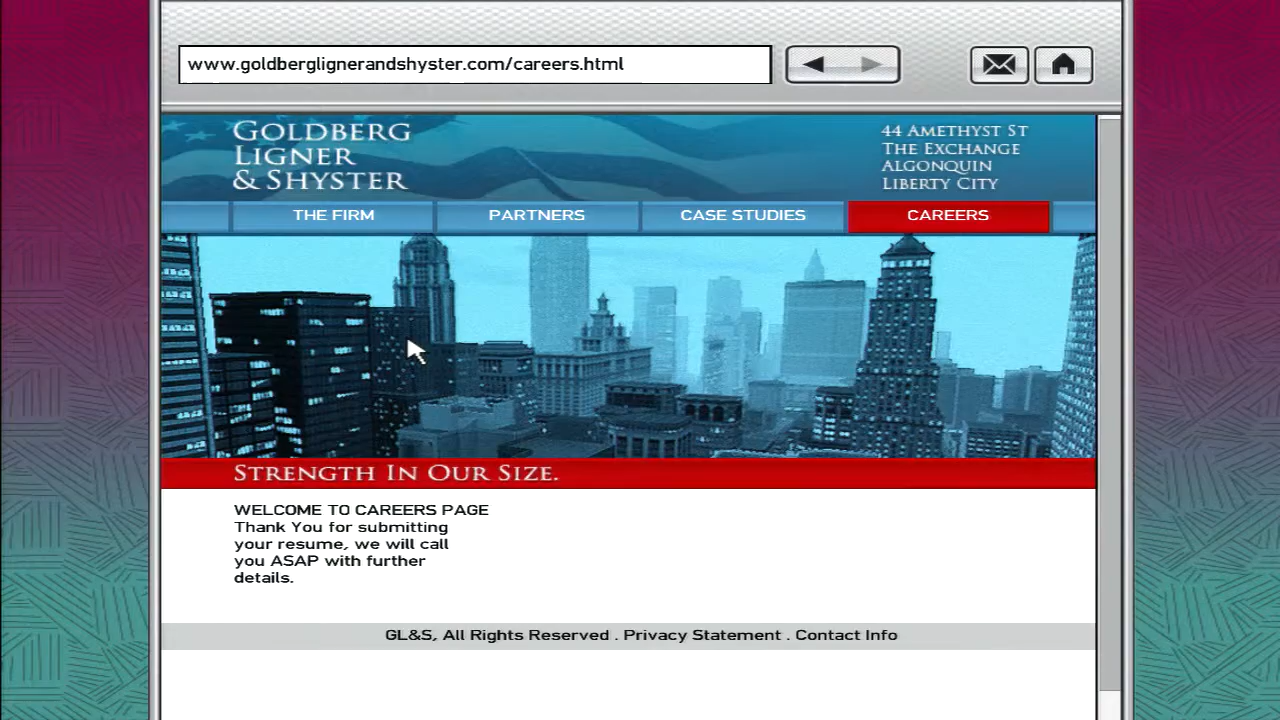 www.goldberglignerandshyster.com/careers.html
GOLDBERG
LIGNER
& SHYSTER
44 AMETHYST ST
THE EXCHANGE
ALGONQUIN
LIBERTY CITY
THE FIRM
PARTNERS
CASE STUDIES
CAREERS
STRENGTH IN OUR SIZE.
WELCOME TO CAREERS PAGE
Thank You for submitting
your resume, we will call
you ASAP with further
details.
GL&S, All Rights Reserved . Privacy Statement . Contact Info